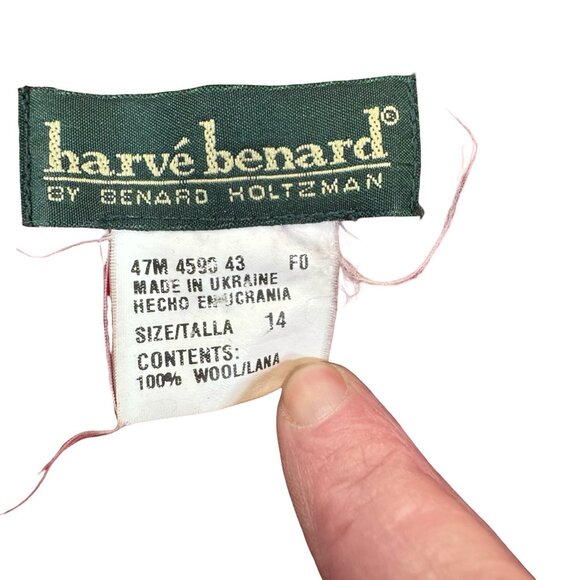 harvé benard®
BY BENARD HOLTZMAN
47M 4590 43 F0
MADE IN UKRAINE
HECHO EN UCRANIA
SIZE/TALLA 14
CONTENTS:
100% WOOL/LANA